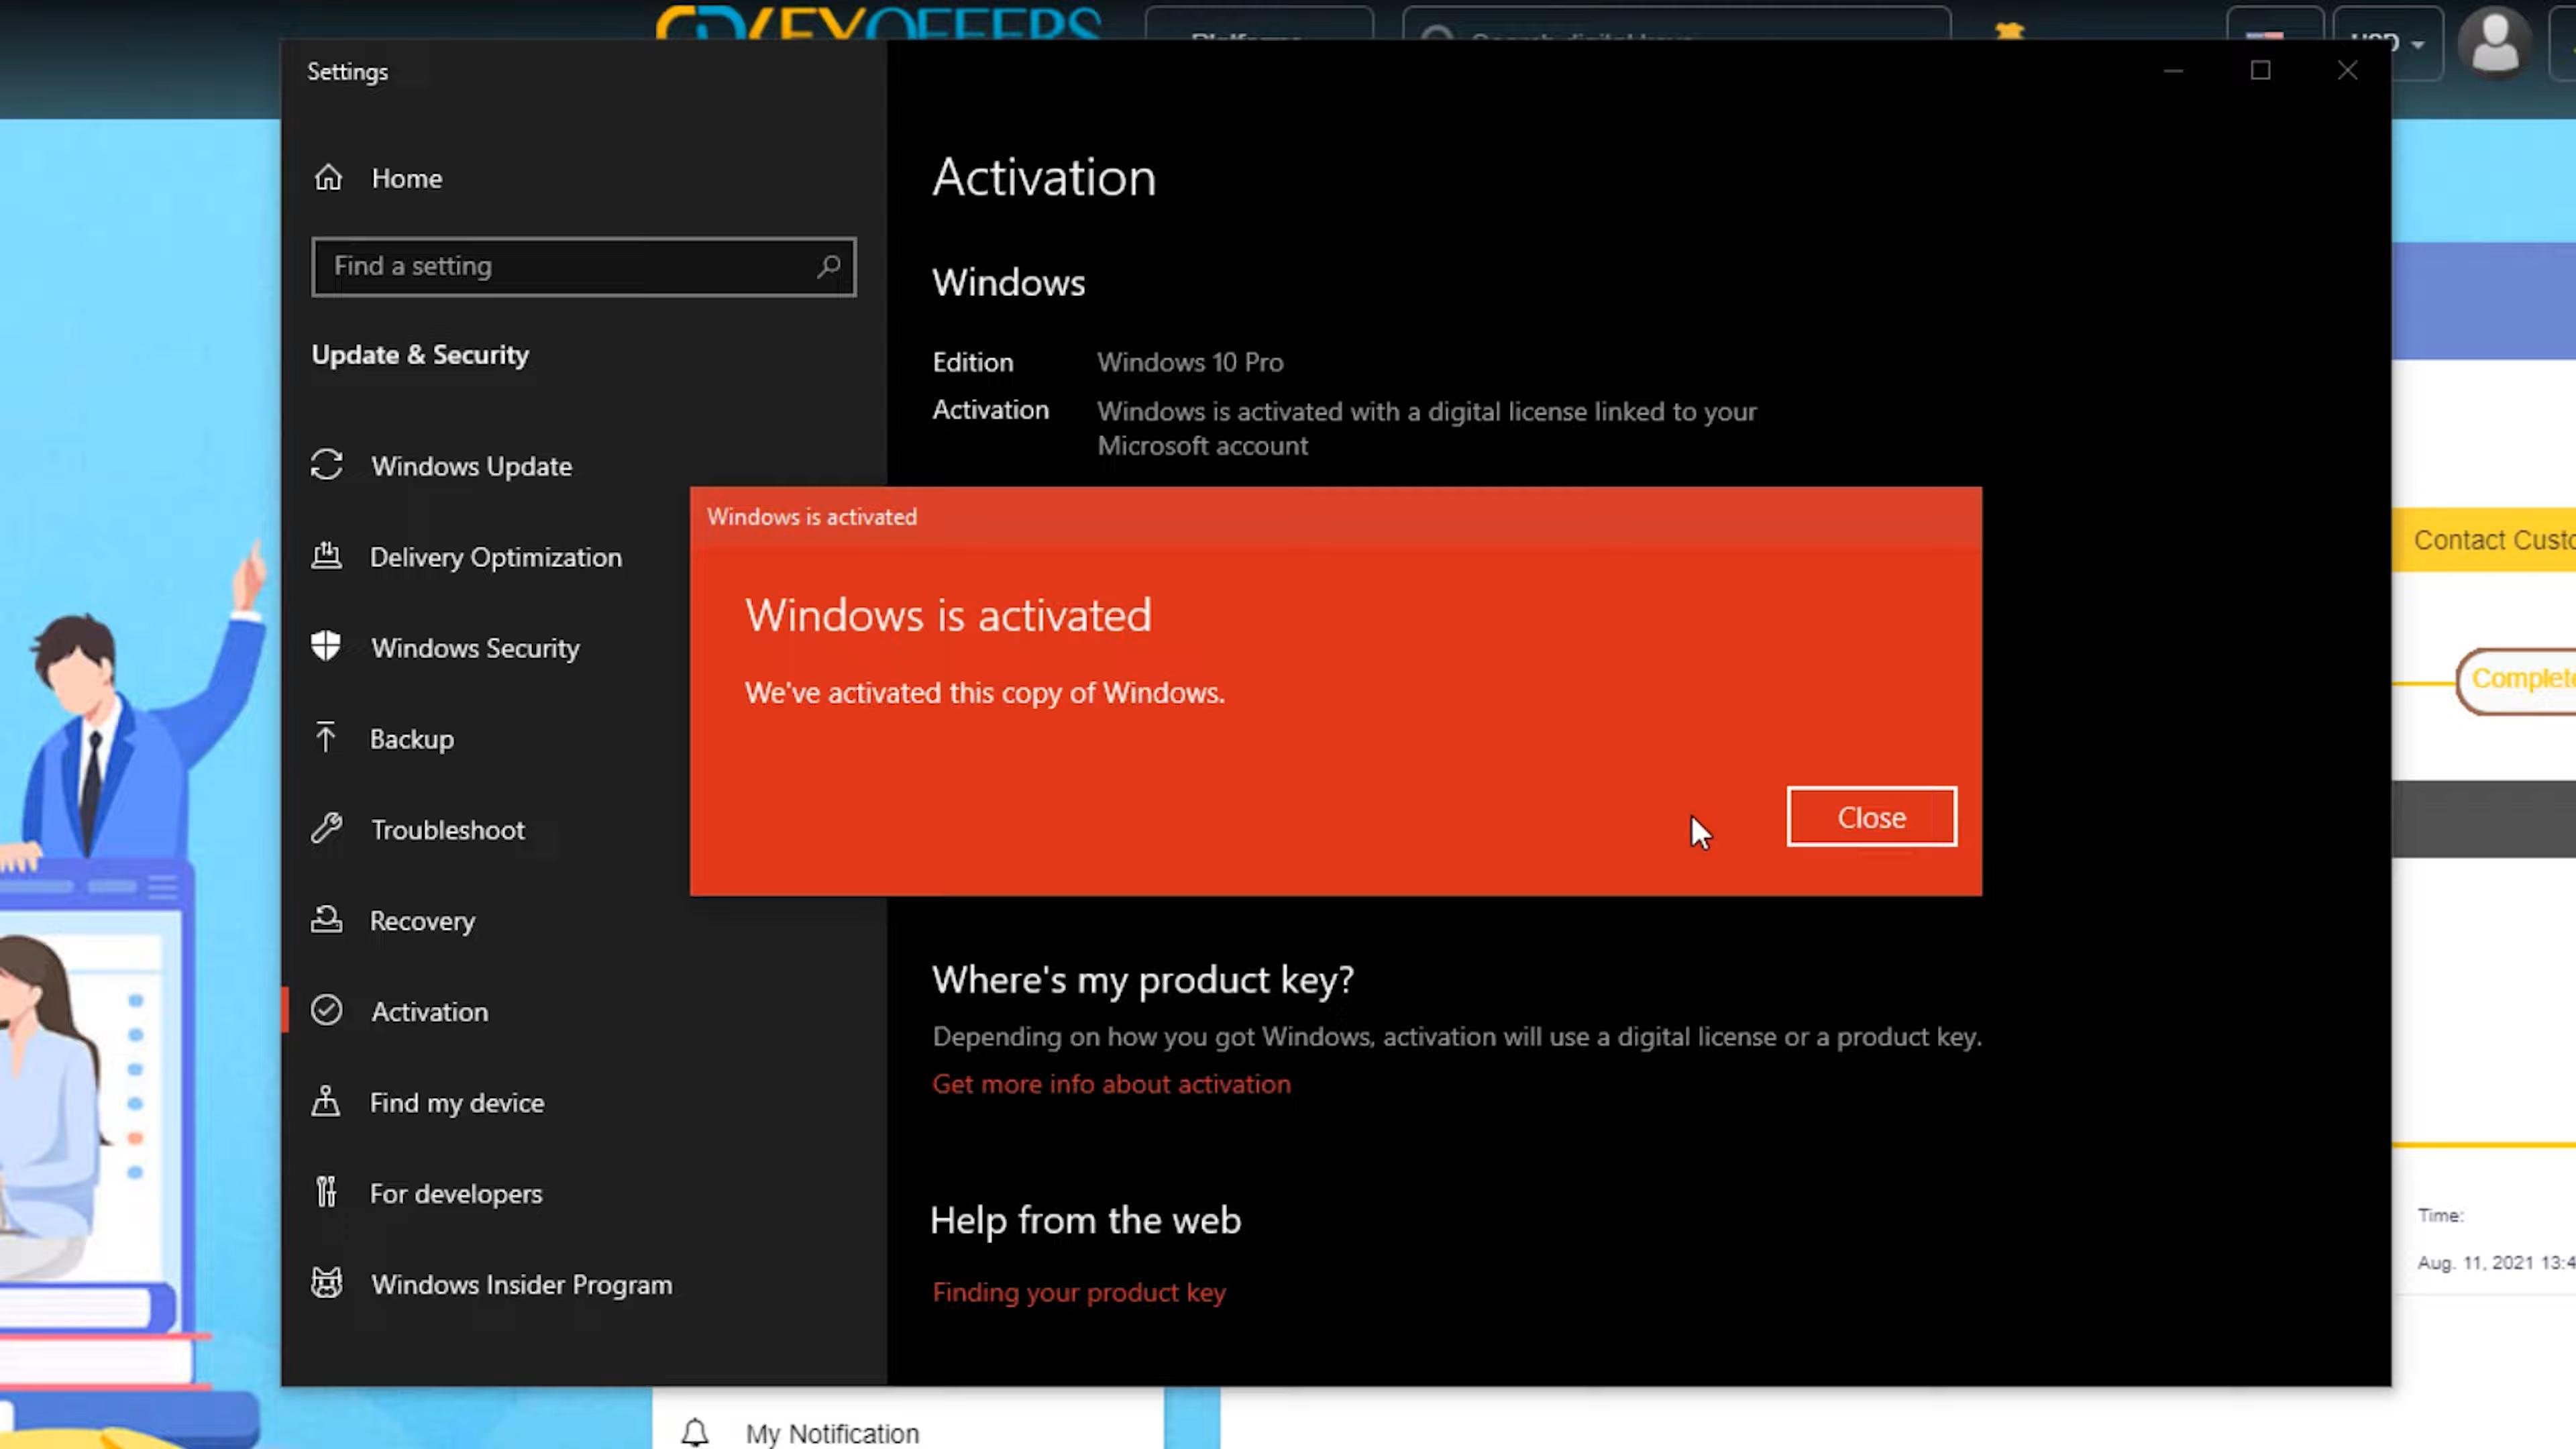 KEYOFFERS
USD
Settings
Home
Find a setting
Update & Security
Windows Update
Delivery Optimization
Windows Security
Backup
Troubleshoot
Recovery
Activation
Find my device
For developers
Windows Insider Program
Activation
Windows
Edition Windows 10 Pro
Activation Windows is activated with a digital license linked to your
Microsoft account
Windows is activated
Windows is activated
We've activated this copy of Windows.
Close
Where's my product key?
Depending on how you got Windows, activation will use a digital license or a product key.
Get more info about activation
Help from the web
Finding your product key
Contact Custo
Complete
Time:
Aug. 11, 2021 13:4
My Notification